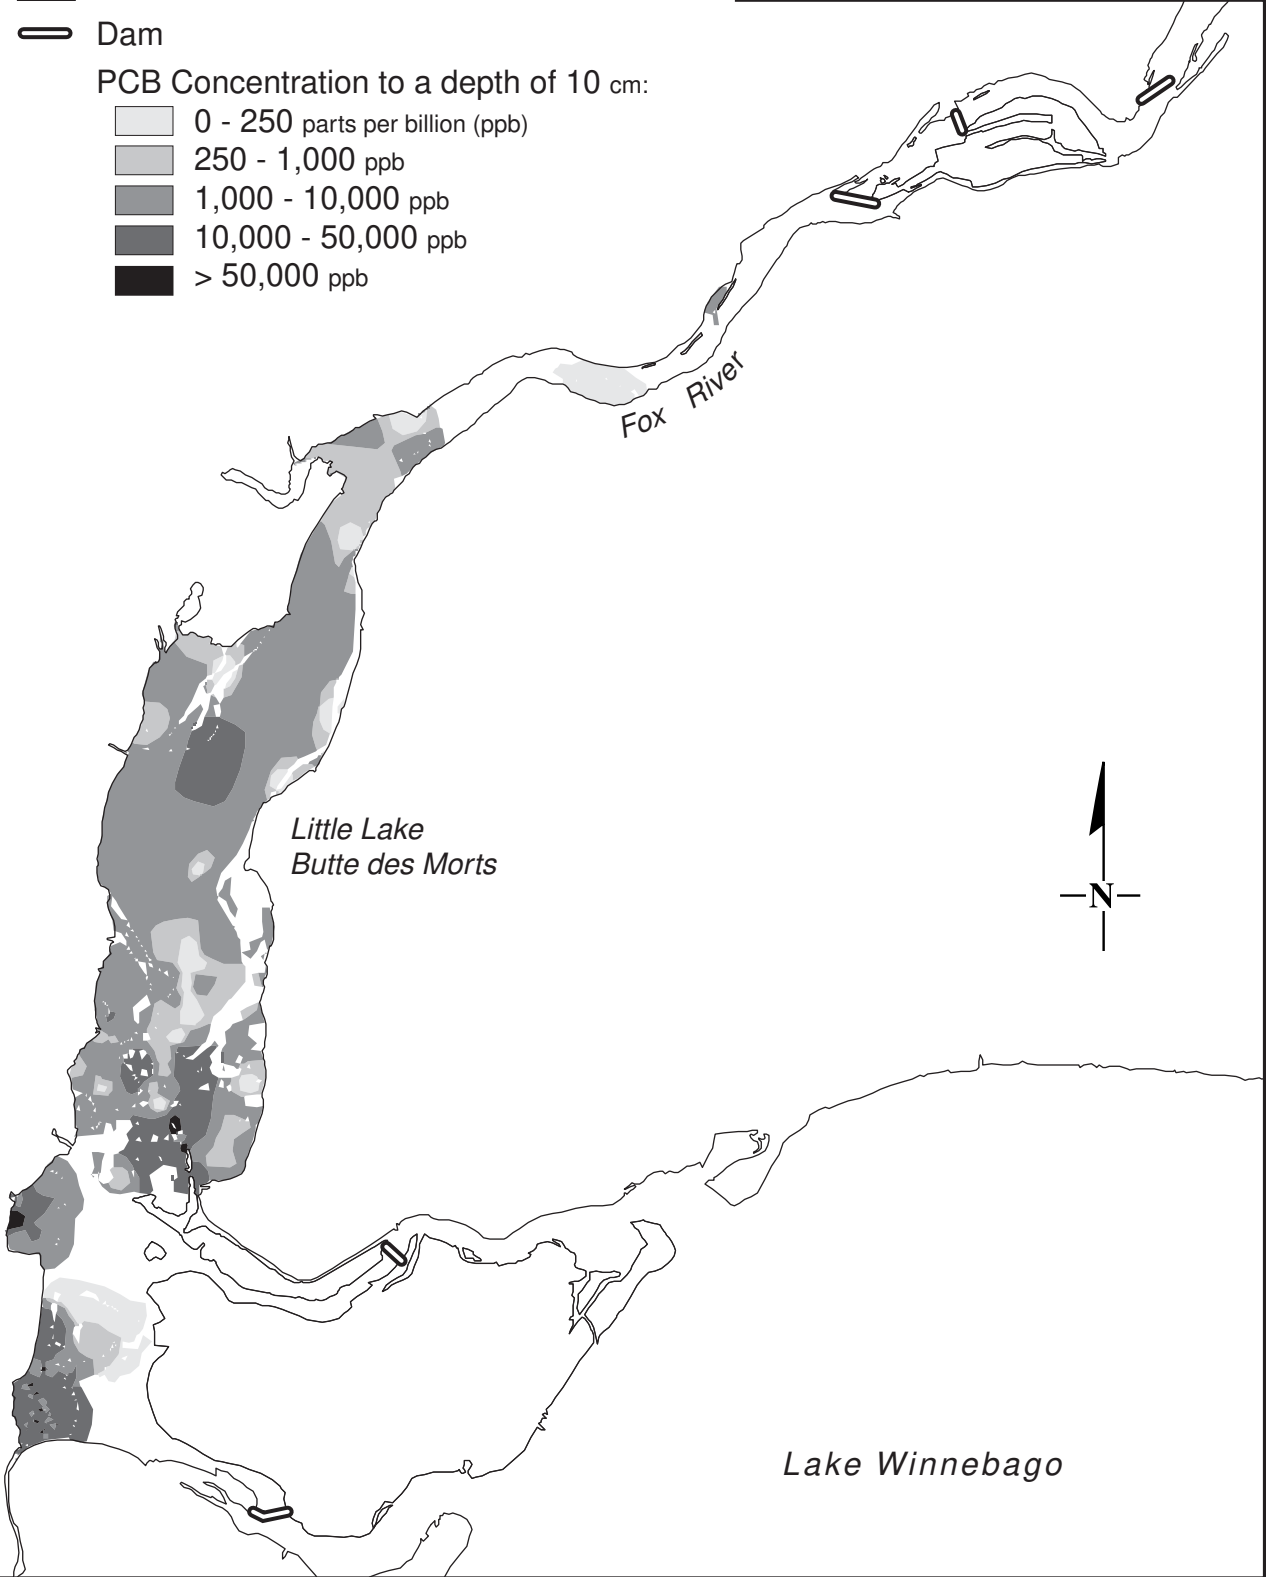 Dam
PCB Concentration to a depth of 10 cm:
0 - 250 parts per billion (ppb)
250 - 1,000 ppb
1,000 - 10,000 ppb
10,000 - 50,000 ppb
> 50,000 ppb
Fox River
Little Lake
Butte des Morts
N
Lake Winnebago